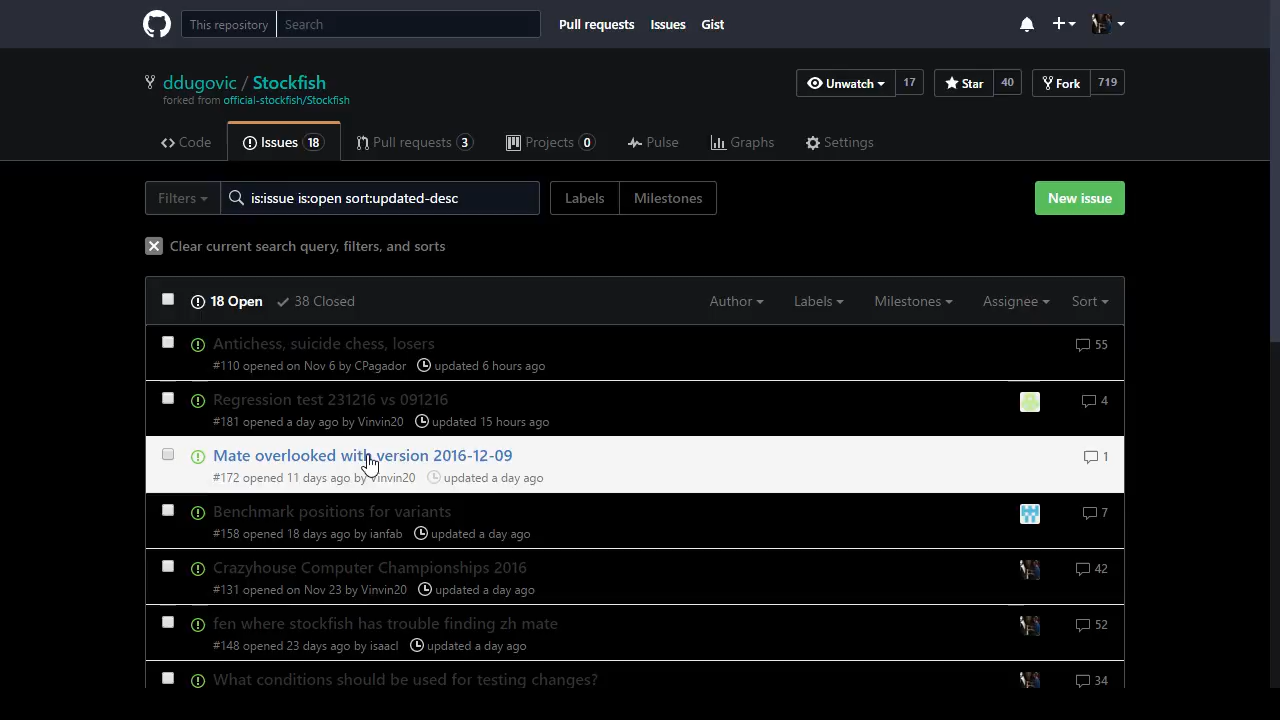 This repository Search Pull requests Issues Gist
ddugovic / Stockfish Unwatch 17 Star 40 Fork 719
forked from official-stockfish/Stockfish
Code Issues 18 Pull requests 3 Projects 0 Pulse Graphs Settings
Filters is:issue is:open sort:updated-desc Labels Milestones New issue
Clear current search query, filters, and sorts
18 Open 38 Closed Author Labels Milestones Assignee Sort
Antichess, suicide chess, losers 55
#110 opened on Nov 6 by CPagador updated 6 hours ago
Regression test 231216 vs 091216 4
#181 opened a day ago by Vinvin20 updated 15 hours ago
Mate overlooked with version 2016-12-09 1
#172 opened 11 days ago by Vinvin20 updated a day ago
Benchmark positions for variants 7
#158 opened 18 days ago by ianfab updated a day ago
Crazyhouse Computer Championships 2016 42
#131 opened on Nov 23 by Vinvin20 updated a day ago
fen where stockfish has trouble finding zh mate 52
#148 opened 23 days ago by isaacl updated a day ago
What conditions should be used for testing changes? 34